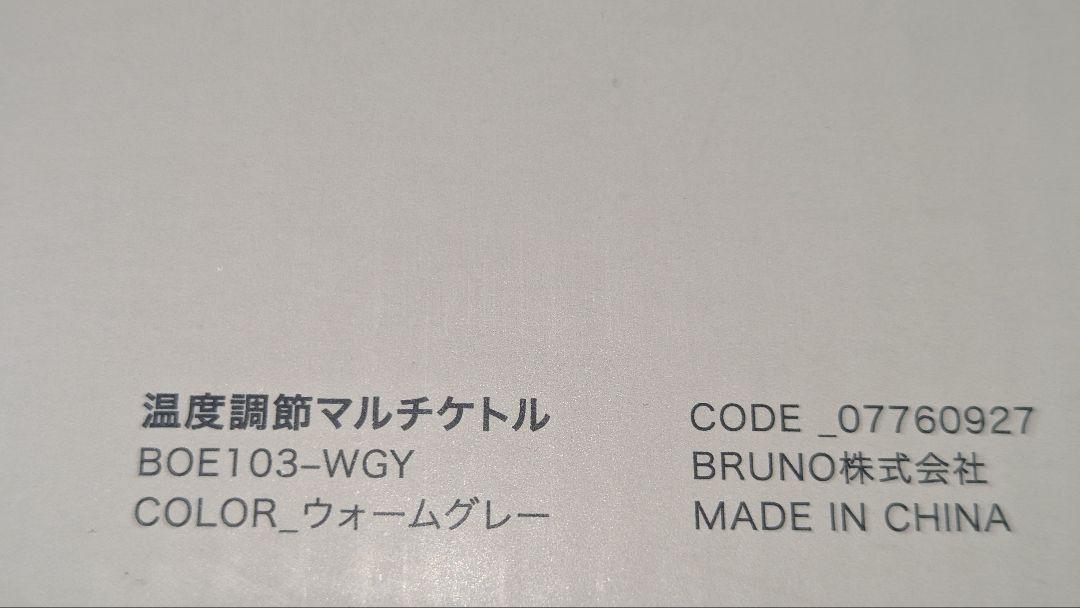 温度調節マルチケトル
BOE103–WGY
COLOR_ウォームグレー
CODE _07760927
BRUNO株式会社
MADE IN CHINA